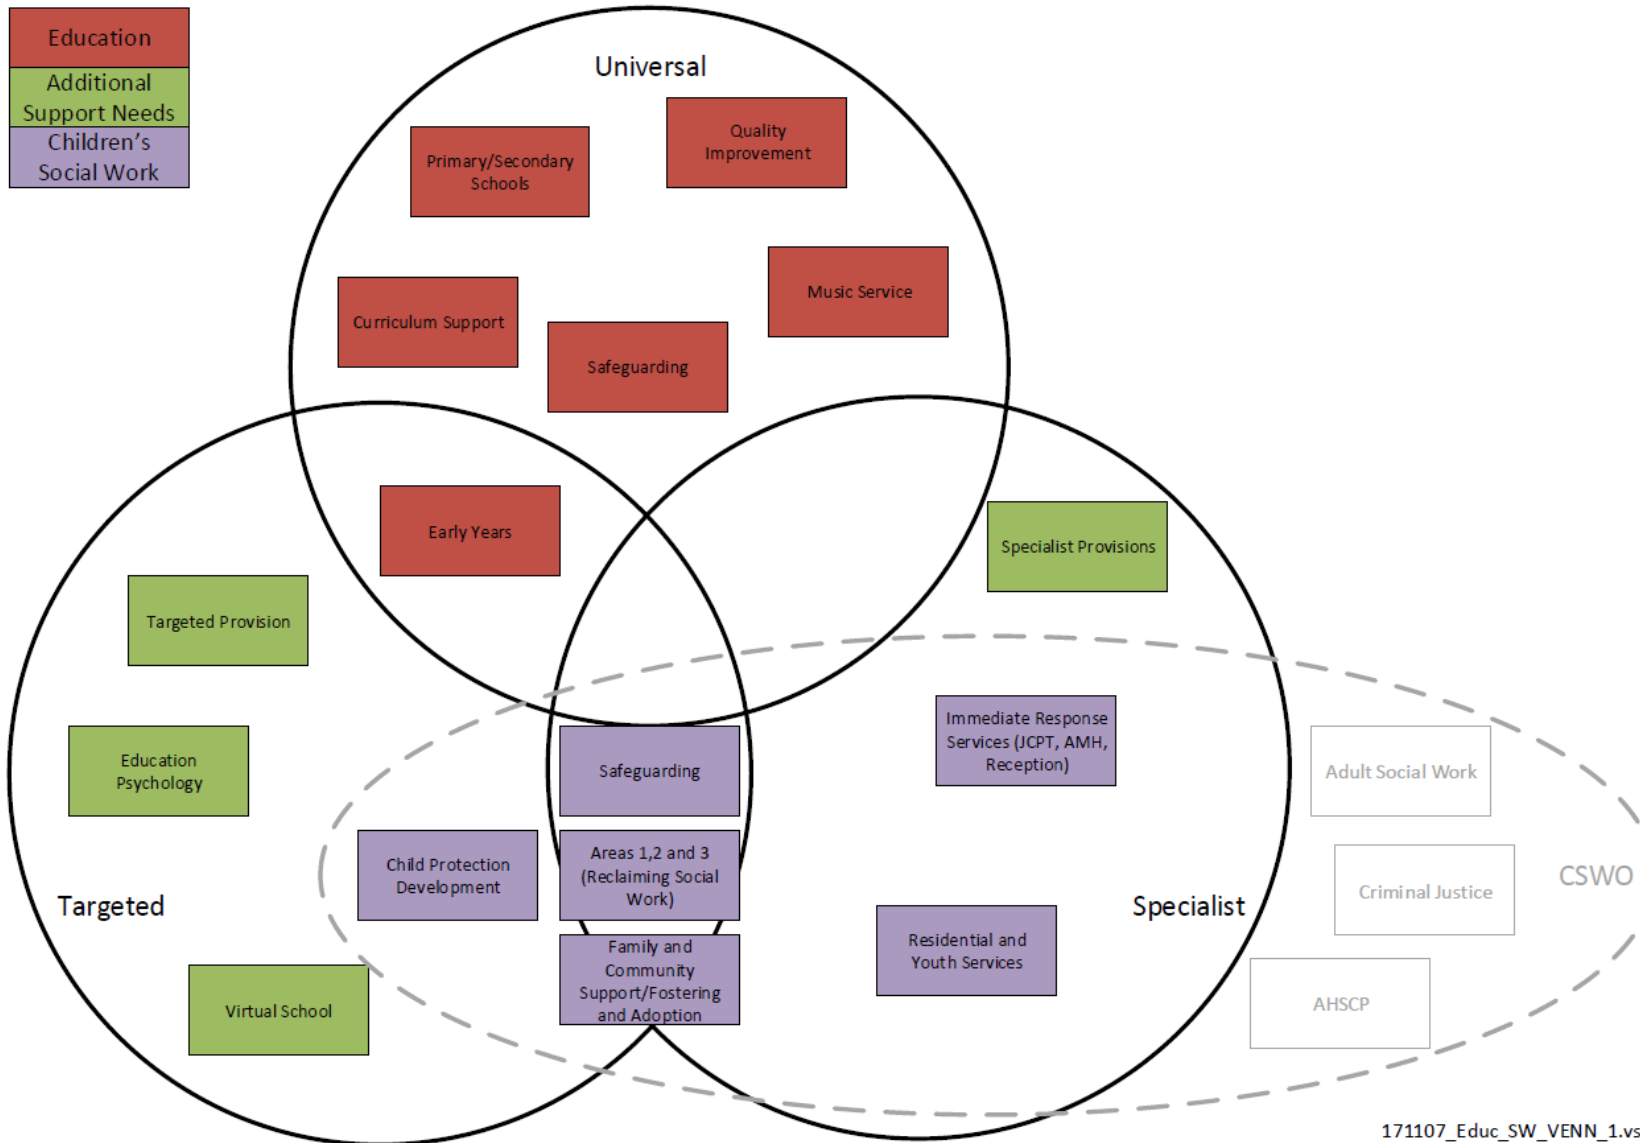 Education
Additional
Support Needs
Children's
Social Work
Universal
Quality
Improvement
Primary/Secondary
Schools
Music Service
Curriculum Support
Safeguarding
Early Years
Specialist Provisions
Targeted Provision
Immediate Response
Services (JCPT, AMH,
Reception)
Education
Psychology
Safeguarding
Adult Social Work
Child Protection
Development
Areas 1,2 and 3
(Reclaiming Social
Work)
Criminal Justice
CSWO
Targeted
Specialist
Residential and
Youth Services
Family and
Community
Support/Fostering
and Adoption
Virtual School
AHSCP
171107_Educ_SW_VENN_1.vs